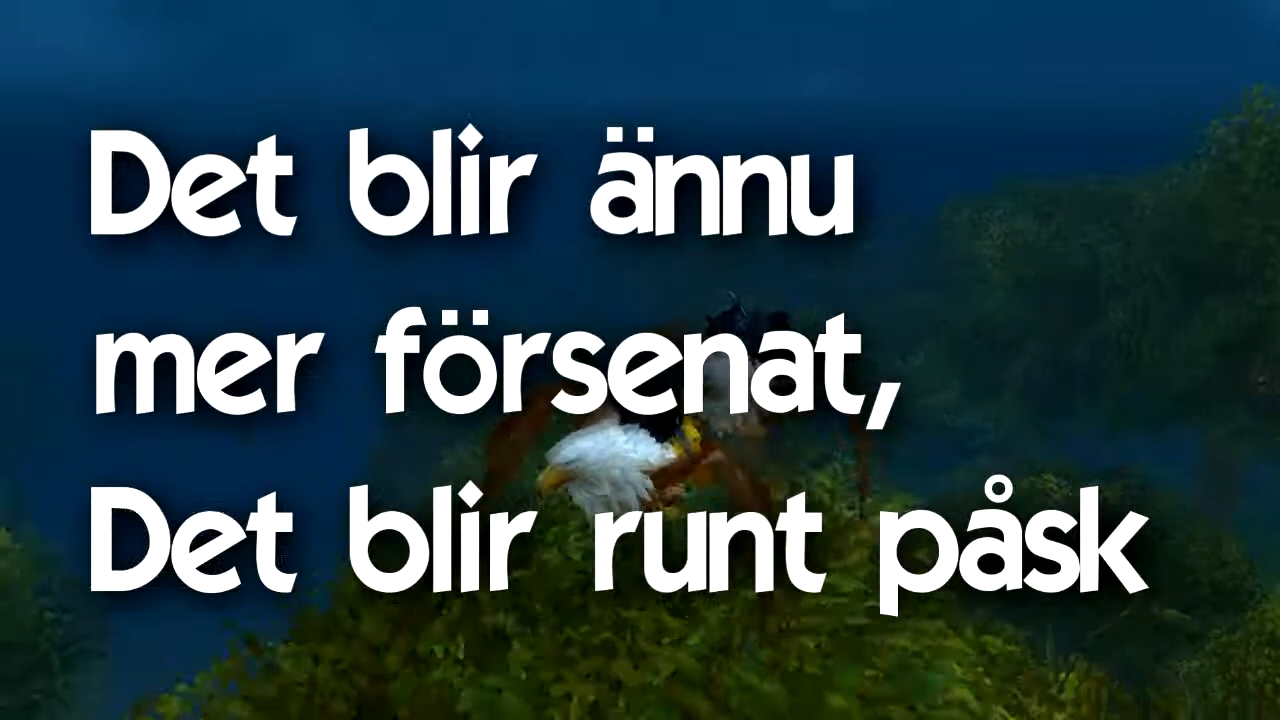 Det blir ännu
mer försenat,
Det blir runt påsk